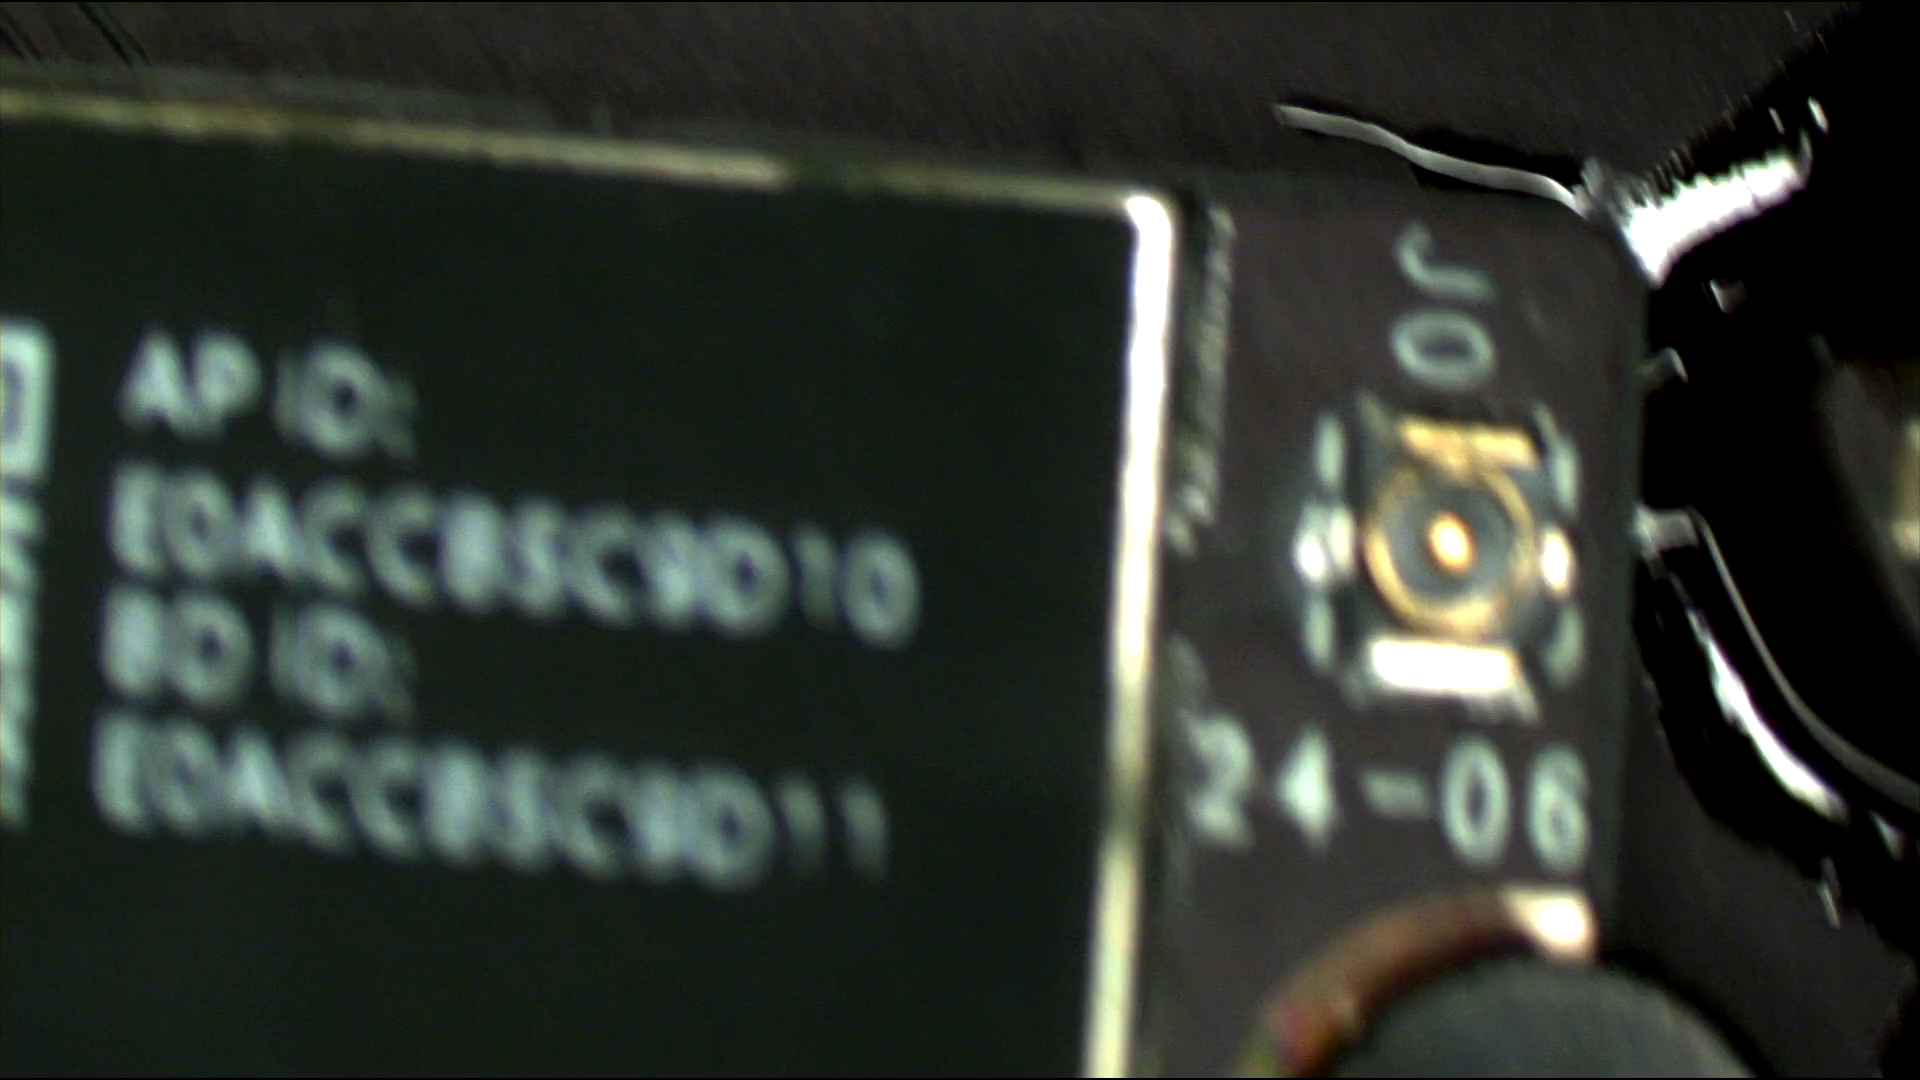 AP ID:
E0ACCB5C9D10
BD ID:
E0ACCB5C9D11
J0
24-06